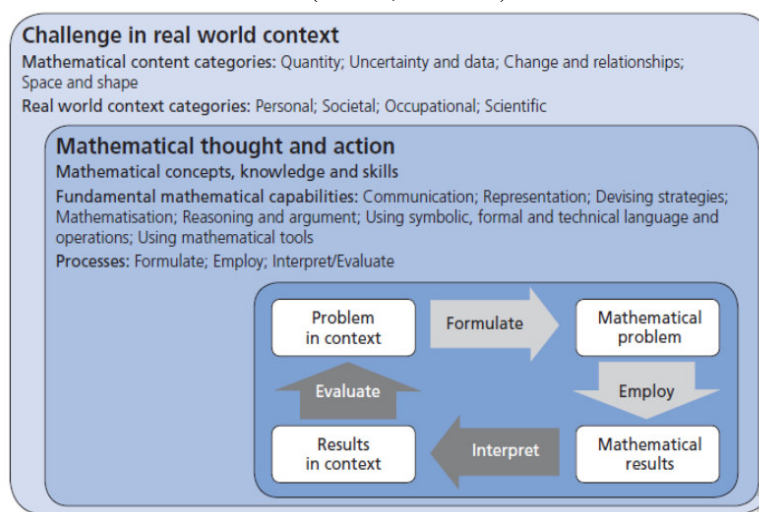 Challenge in real world context
Mathematical content categories: Quantity; Uncertainty and data; Change and relationships;
Space and shape
Real world context categories: Personal; Societal; Occupational; Scientific
Mathematical thought and action
Mathematical concepts, knowledge and skills
Fundamental mathematical capabilities: Communication; Representation; Devising strategies;
Mathematisation; Reasoning and argument; Using symbolic, formal and technical language and
operations; Using mathematical tools
Processes: Formulate; Employ; Interpret/Evaluate
Problem
in context
Formulate
Mathematical
problem
Evaluate
Employ
Results
in context
Interpret
Mathematical
results